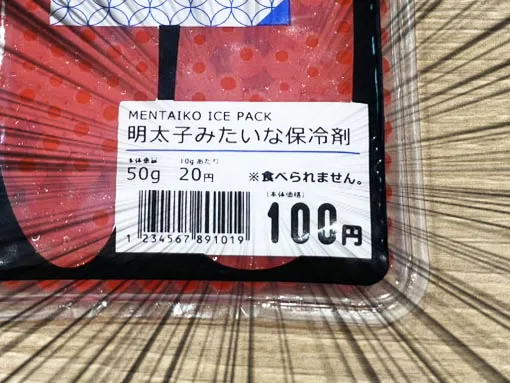 MENTAIKO ICE PACK
明太子みたいな保冷剤
本体価格 10gあたり
50g 20円 ※食べられません。
(本体価格)
100円
1 234567 891019